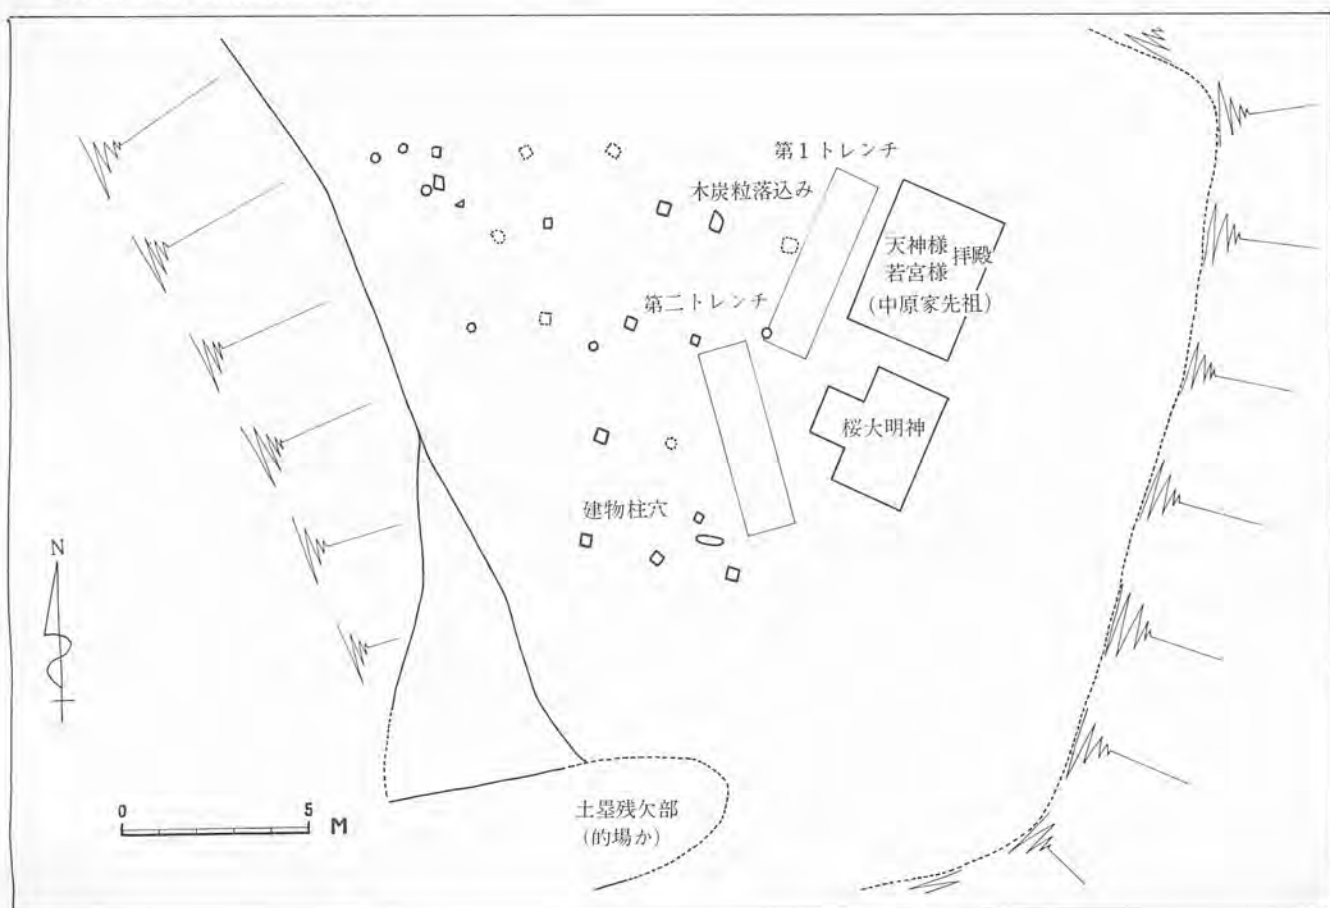 第1トレンチ
木炭粒落込み
天神様
若宮様
拝殿
(中原家先祖)
第二トレンチ
桜大明神
建物柱穴
N
0 5 M
土塁残欠部
(的場か)